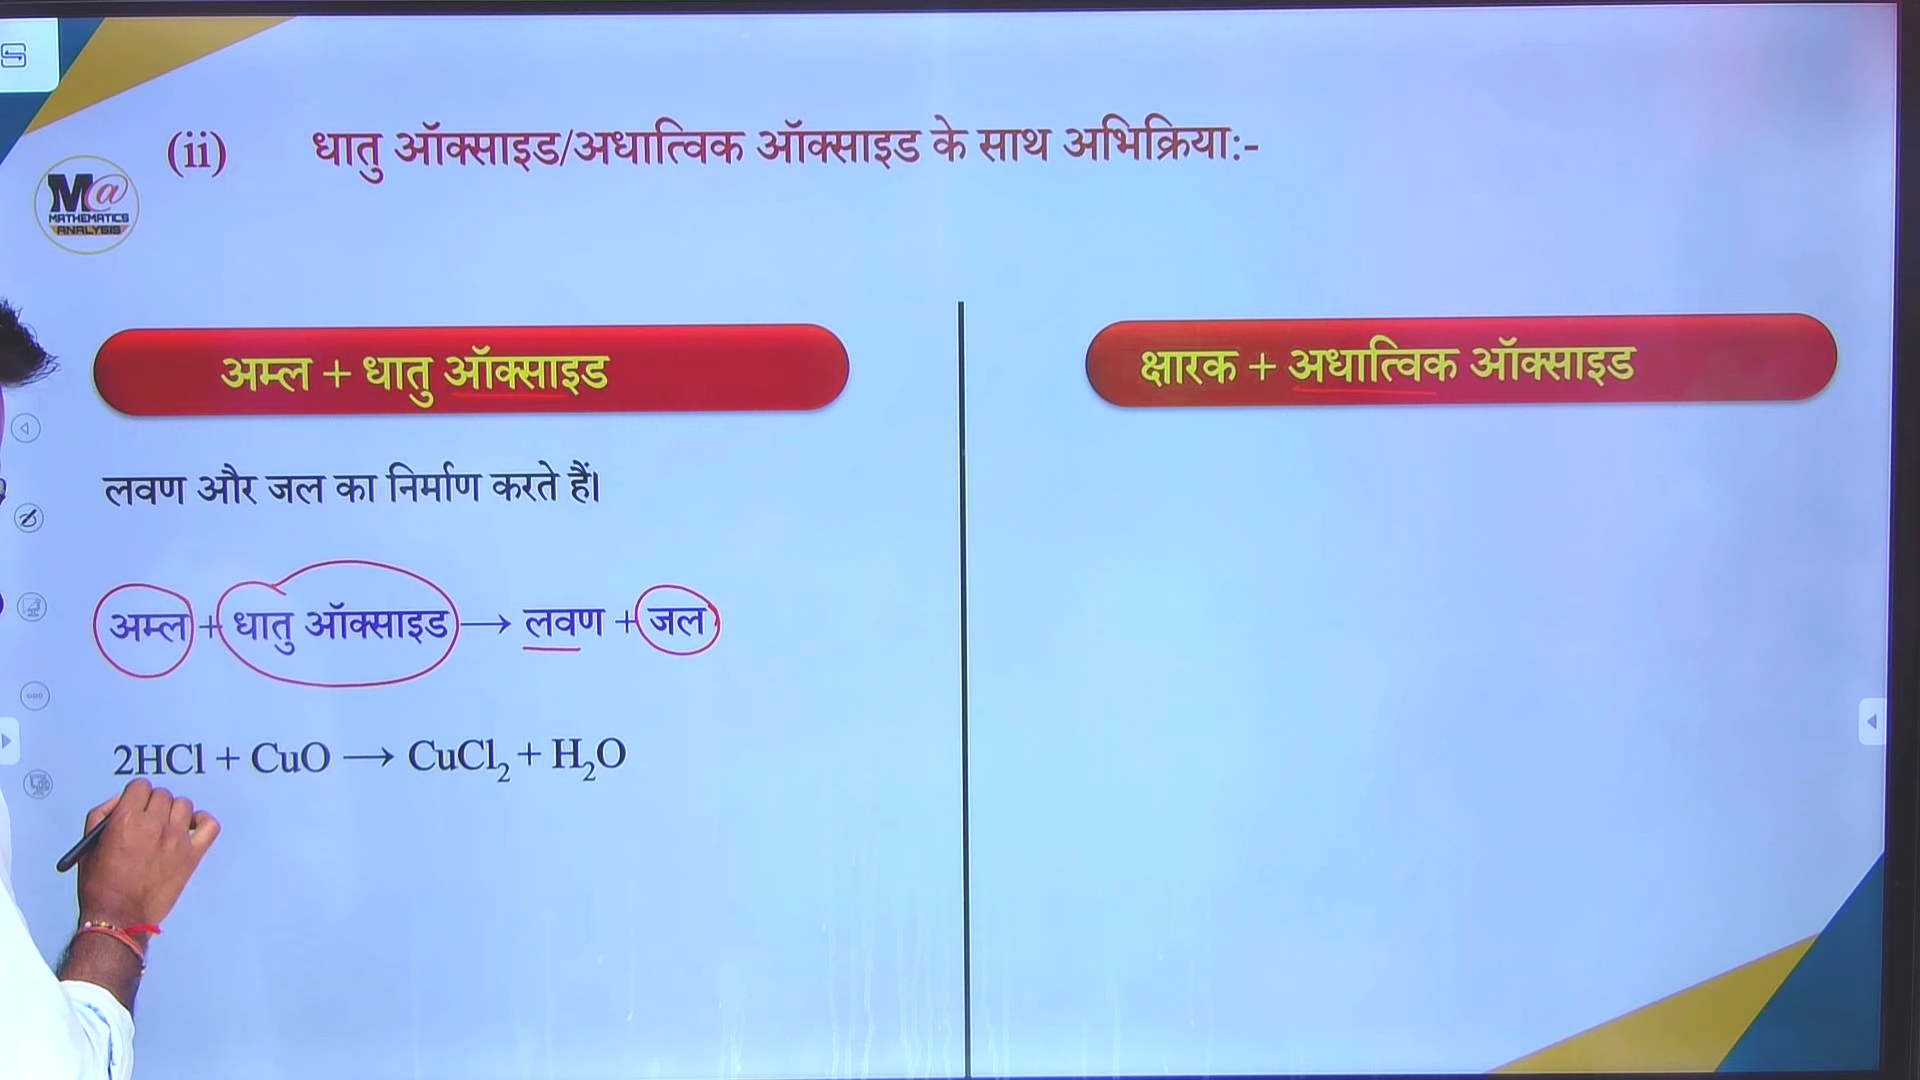 (ii) धातु ऑक्साइड/अधात्विक ऑक्साइड के साथ अभिक्रिया:-
M@
MATHEMATICS
ANALYSIS
अम्ल + धातु ऑक्साइड
लवण और जल का निर्माण करते हैं।
अम्ल + धातु ऑक्साइड ⟶ लवण + जल
2HCl + CuO ⟶ CuCl₂ + H₂O
क्षारक + अधात्विक ऑक्साइड